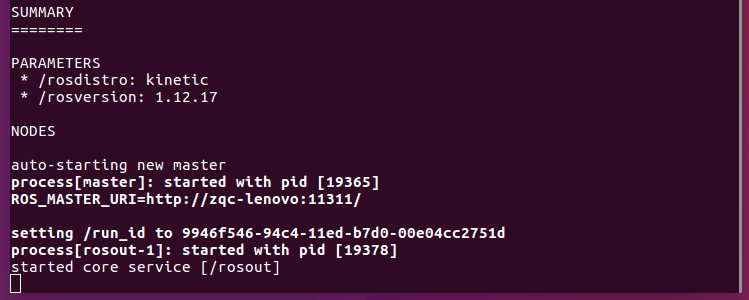 SUMMARY
========
PARAMETERS
* /rosdistro: kinetic
* /rosversion: 1.12.17
NODES
auto-starting new master
process[master]: started with pid [19365]
ROS_MASTER_URI=http://zqc-lenovo:11311/
setting /run_id to 9946f546-94c4-11ed-b7d0-00e04cc2751d
process[rosout-1]: started with pid [19378]
started core service [/rosout]